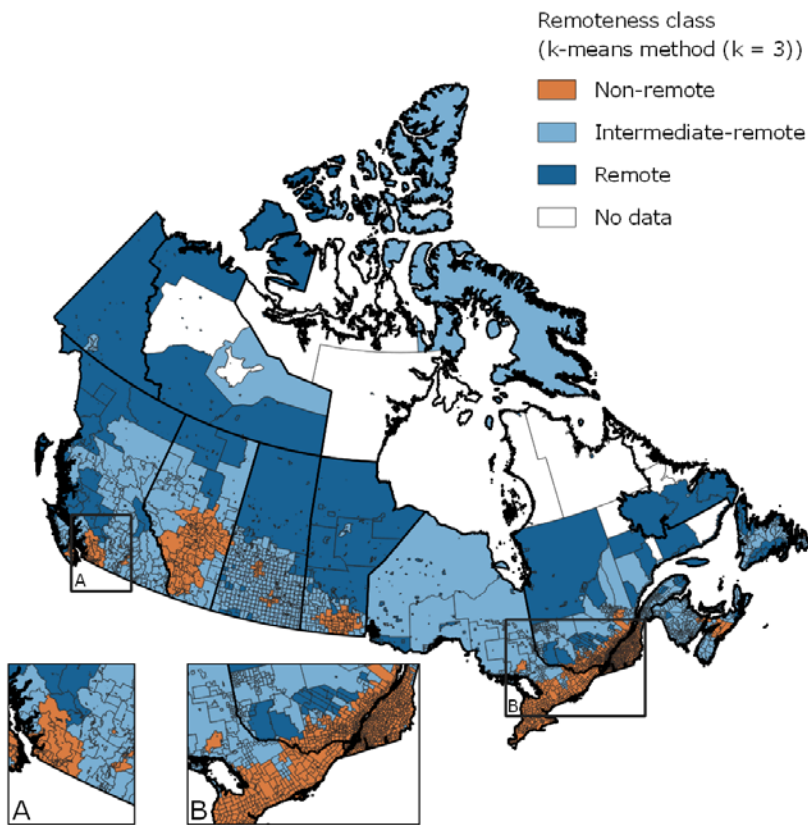 Remoteness class
(k-means method (k = 3))
Non-remote
Intermediate-remote
Remote
No data
A
B
A
B